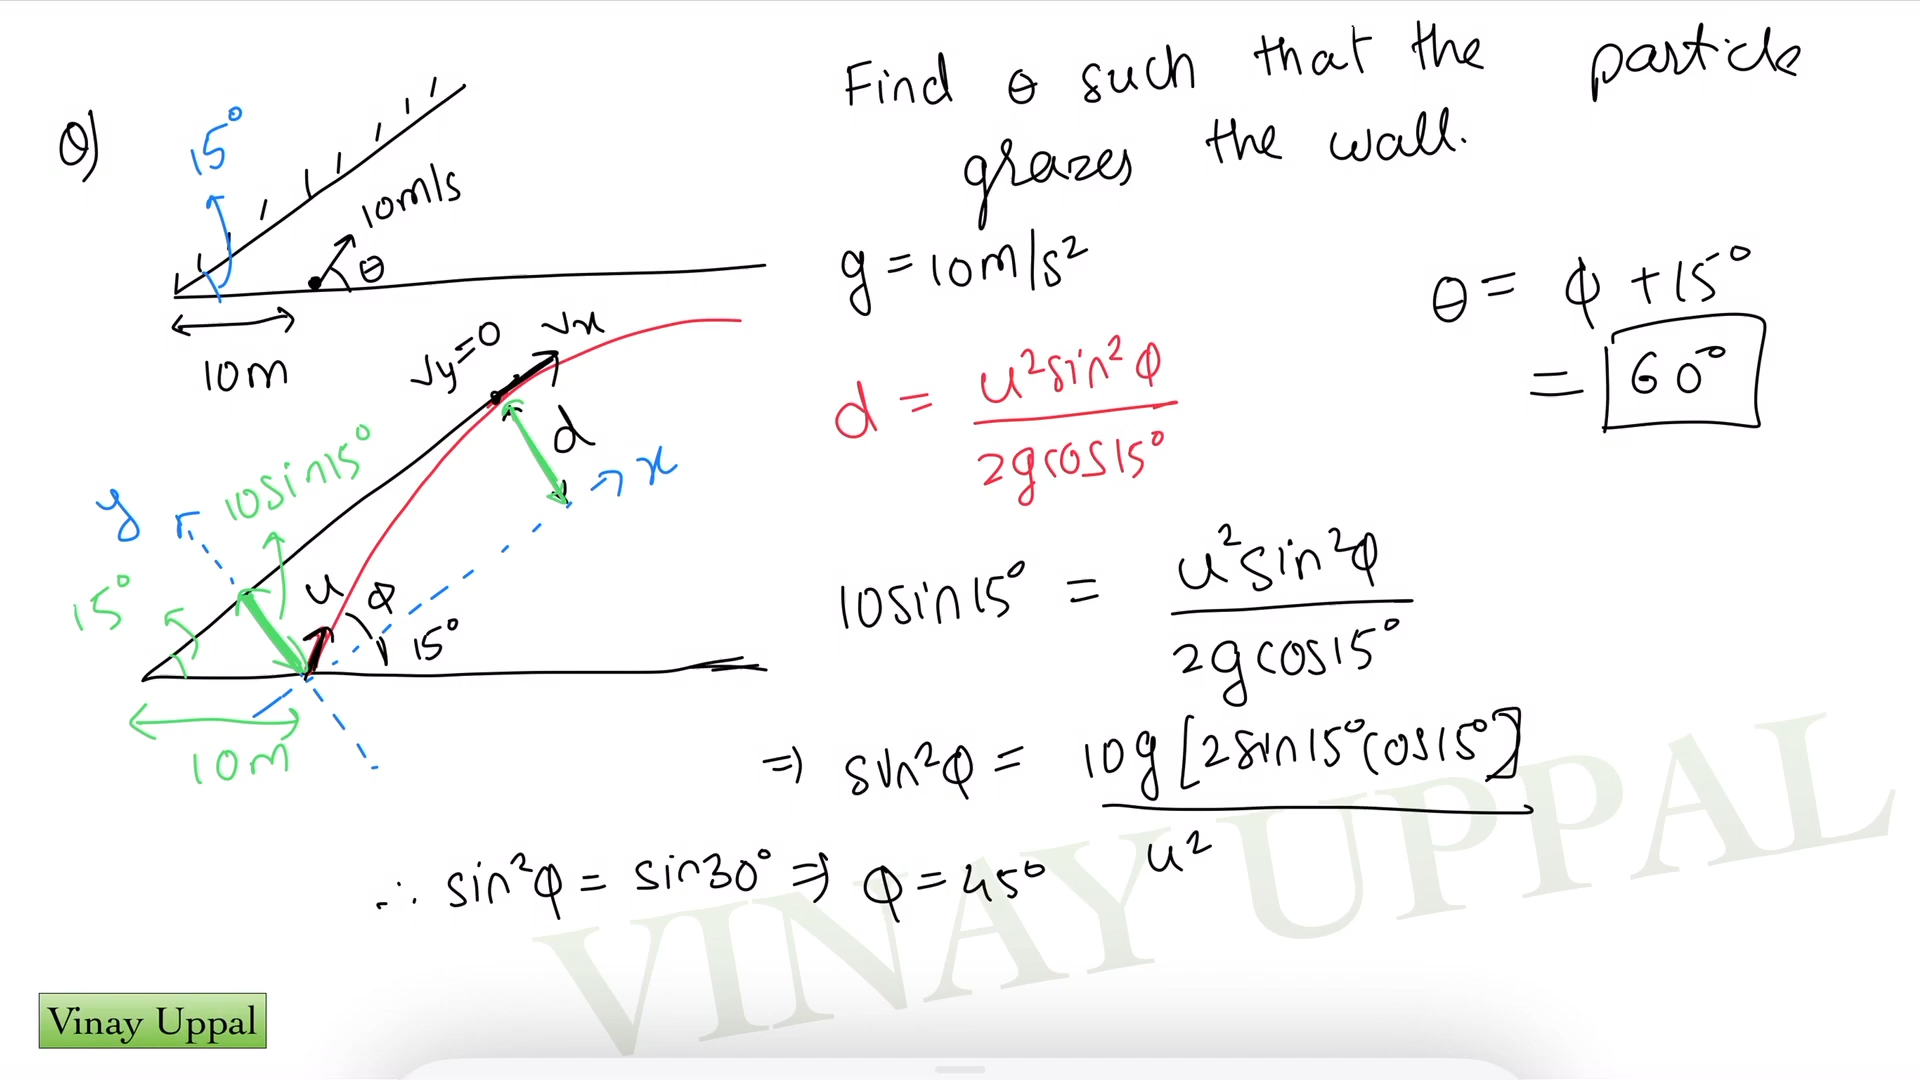 Q)
15°
10m/s
θ
10m
Find θ such that the particle
grazes the wall.
g = 10m/s²
θ = ϕ + 15°
= 60°
Vy=0
Vx
d
x
y
10sin15°
15°
u
ϕ
15°
10m
d = u²sin²ϕ / 2gcos15°
10sin15° = u²sin²ϕ / 2gcos15°
⇒ sin²ϕ = 10g[2sin15°cos15°] / u²
∴ sin²ϕ = sin30° ⇒ ϕ = 45°
VINAY UPPAL
Vinay Uppal